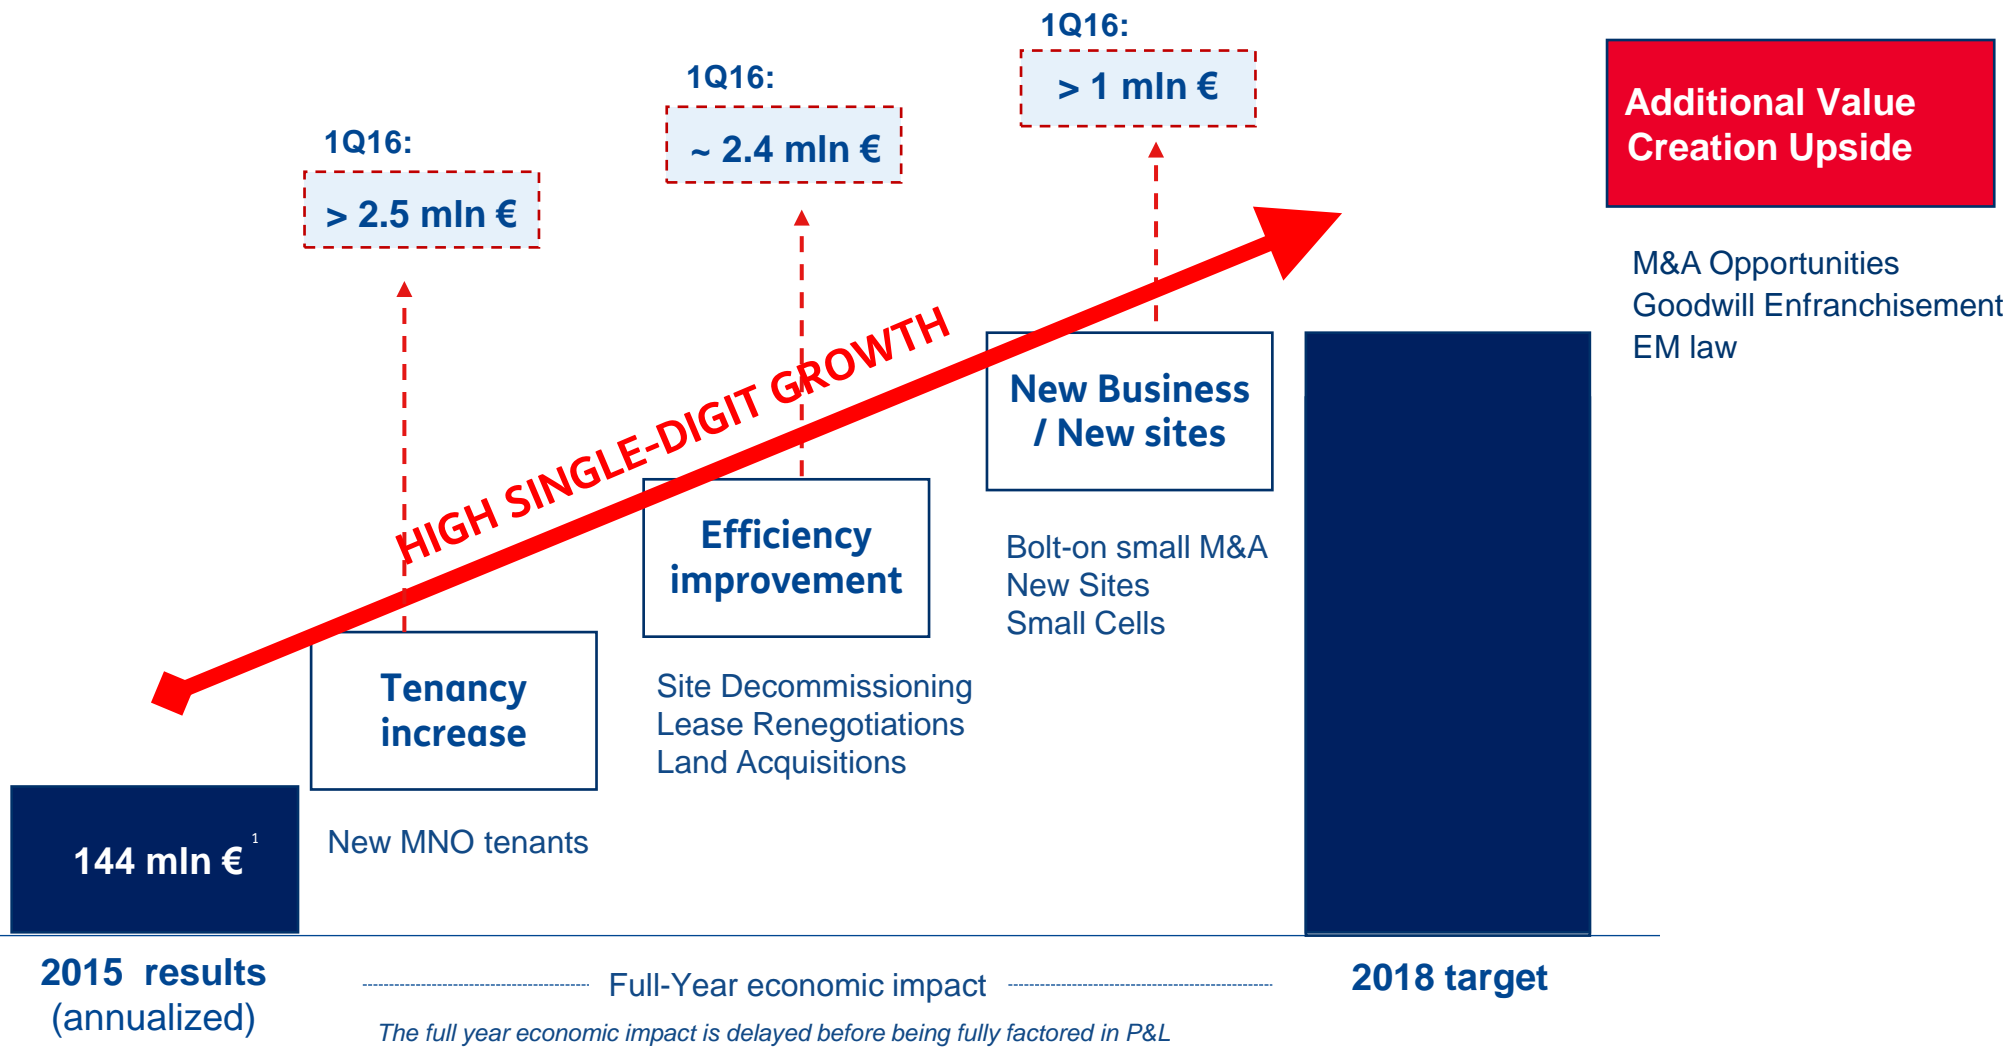 1Q16:
> 1 mln €
1Q16:
~ 2.4 mln €
1Q16:
> 2.5 mln €
Additional Value
Creation Upside
M&A Opportunities
Goodwill Enfranchisement
EM law
HIGH SINGLE-DIGIT GROWTH
New Business
/ New sites
Bolt-on small M&A
New Sites
Small Cells
Efficiency
improvement
Site Decommissioning
Lease Renegotiations
Land Acquisitions
Tenancy
increase
New MNO tenants
144 mln € 1
2015 results
(annualized)
Full-Year economic impact
The full year economic impact is delayed before being fully factored in P&L
2018 target